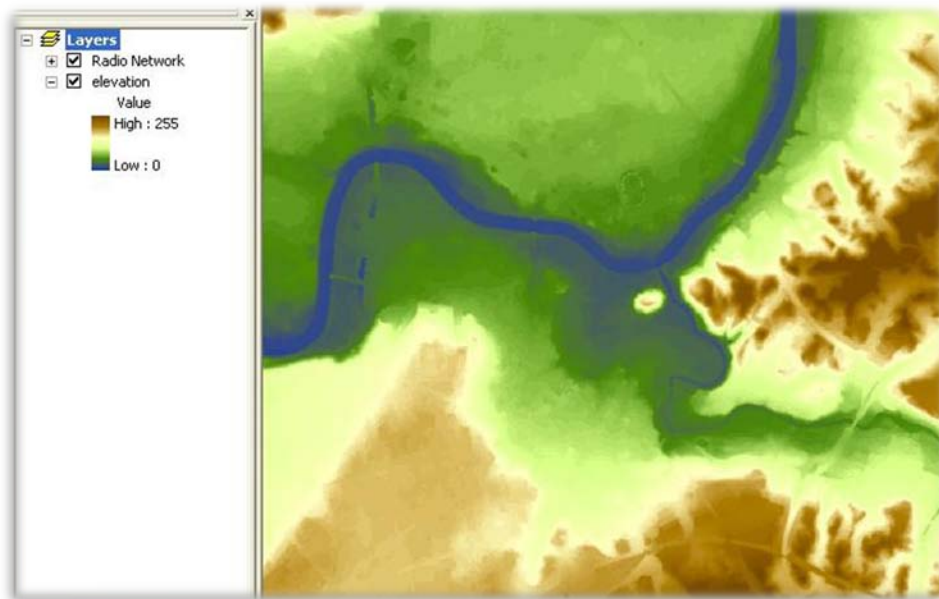 Layers
Radio Network
elevation
Value
High : 255
Low : 0